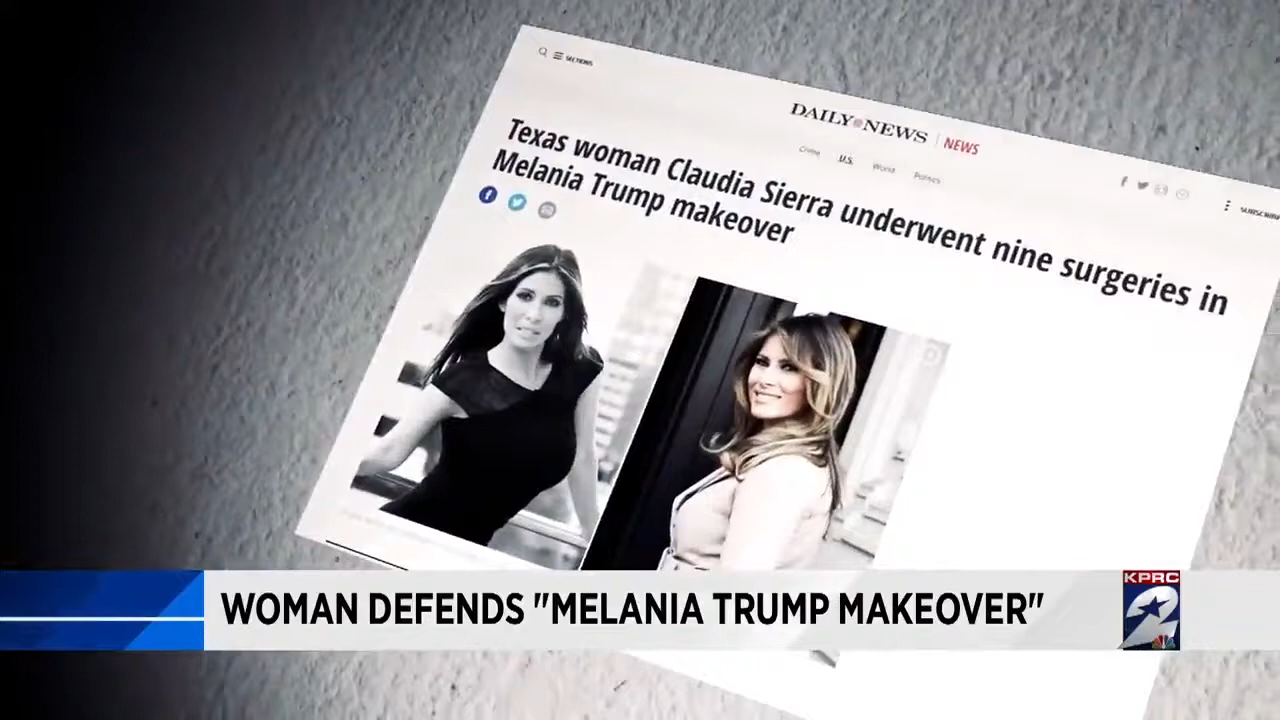 SECTIONS
DAILY NEWS | NEWS
Crime U.S. World Politics
Texas woman Claudia Sierra underwent nine surgeries in
Melania Trump makeover
WOMAN DEFENDS "MELANIA TRUMP MAKEOVER"
KPRC
2